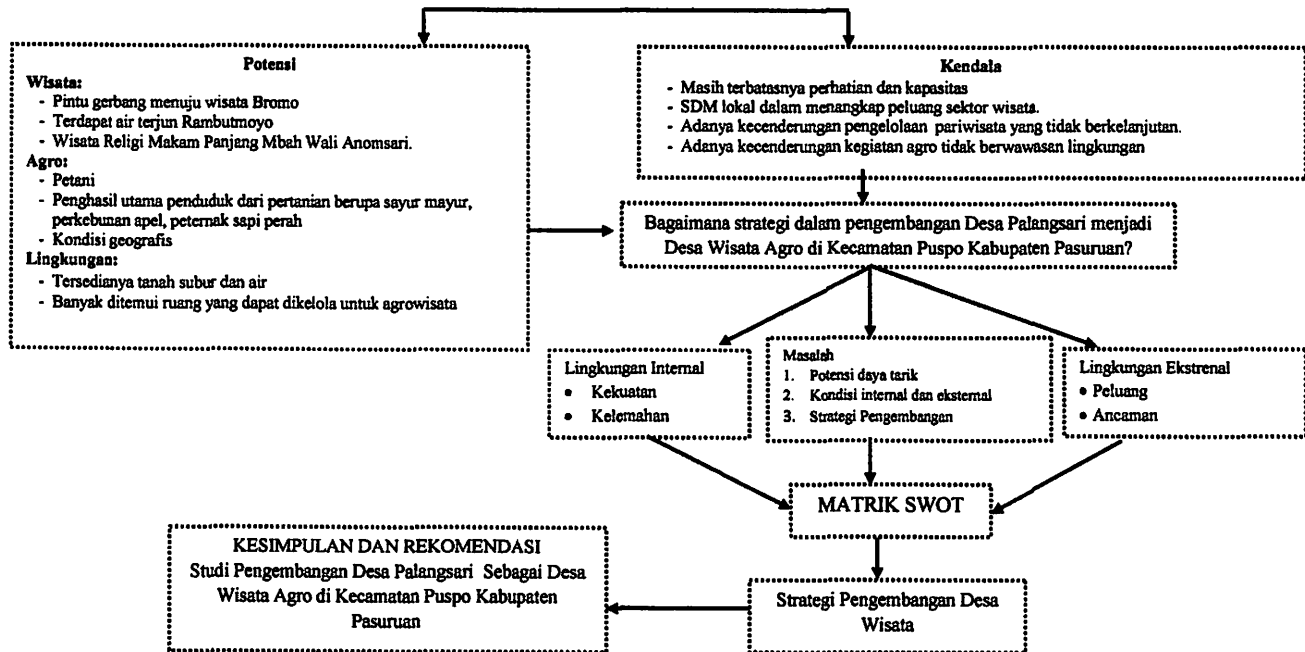 Potensi
Wisata:
- Pintu gerbang menuju wisata Bromo
- Terdapat air terjun Rambutmoyo
- Wisata Religi Makam Panjang Mbah Wali Anomsari.
Agro:
- Petani
- Penghasil utama penduduk dari pertanian berupa sayur mayur,
perkebunan apel, peternak sapi perah
- Kondisi geografis
Lingkungan:
- Tersedianya tanah subur dan air
- Banyak ditemui ruang yang dapat dikelola untuk agrowisata
Kendala
- Masih terbatasnya perhatian dan kapasitas
- SDM lokal dalam menangkap peluang sektor wisata.
- Adanya kecenderungan pengelolaan pariwisata yang tidak berkelanjutan.
- Adanya kecenderungan kegiatan agro tidak berwawasan lingkungan
Bagaimana strategi dalam pengembangan Desa Palangsari menjadi
Desa Wisata Agro di Kecamatan Puspo Kabupaten Pasuruan?
Lingkungan Internal
• Kekuatan
• Kelemahan
Masalah
1. Potensi daya tarik
2. Kondisi internal dan eksternal
3. Strategi Pengembangan
Lingkungan Ekstrenal
• Peluang
• Ancaman
MATRIK SWOT
Strategi Pengembangan Desa
Wisata
KESIMPULAN DAN REKOMENDASI
Studi Pengembangan Desa Palangsari Sebagai Desa
Wisata Agro di Kecamatan Puspo Kabupaten
Pasuruan